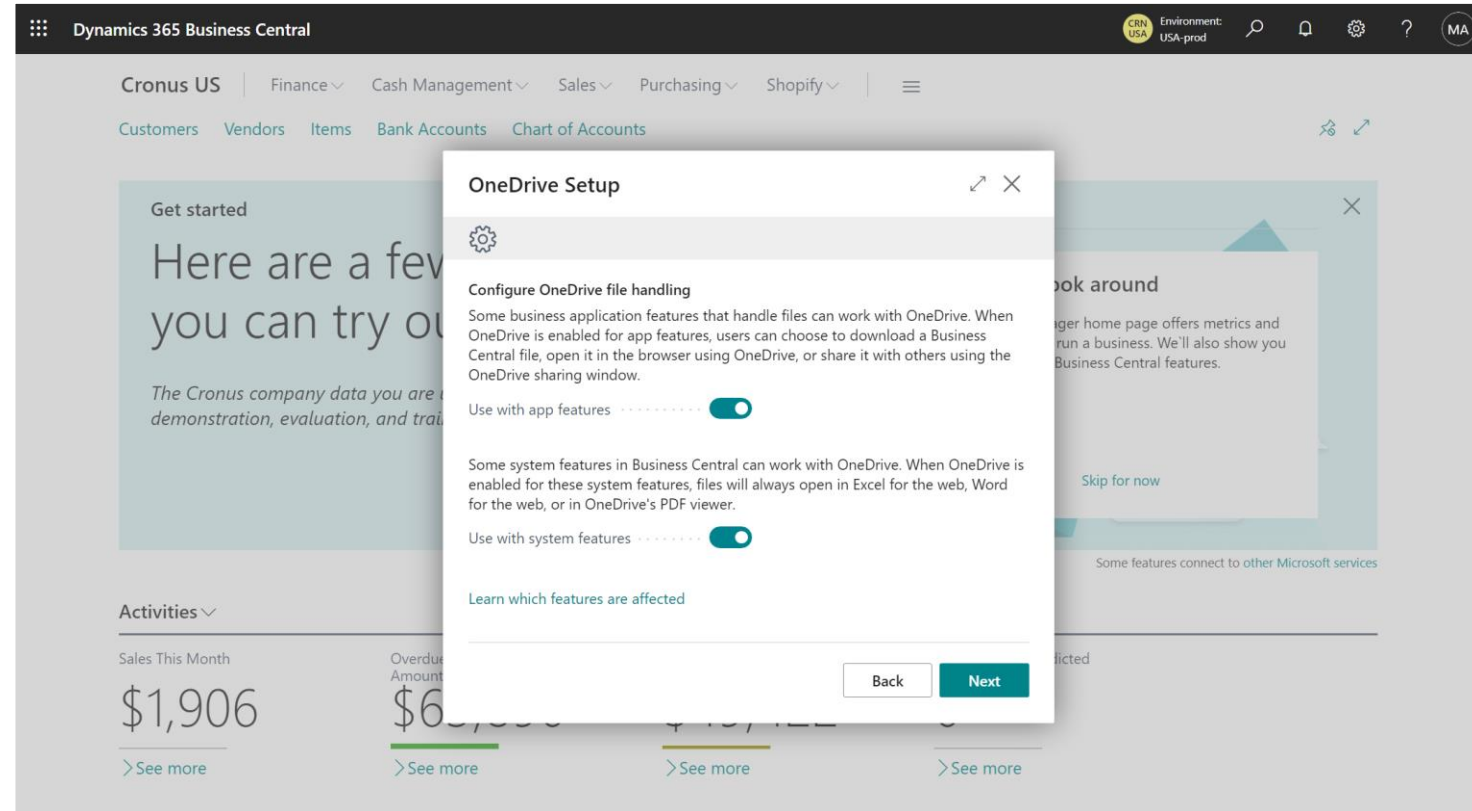 Dynamics 365 Business Central
CRN USA
Environment:
USA-prod
?
MA
Cronus US
Finance
Cash Management
Sales
Purchasing
Shopify
Customers
Vendors
Items
Bank Accounts
Chart of Accounts
Get started
Here are a few
you can try
The Cronus company data you are
demonstration, evaluation, and
OneDrive Setup
Configure OneDrive file handling
Some business application features that handle files can work with OneDrive. When
OneDrive is enabled for app features, users can choose to download a Business
Central file, open it in the browser using OneDrive, or share it with others using the
OneDrive sharing window.
Use with app features
Some system features in Business Central can work with OneDrive. When OneDrive is
enabled for these system features, files will always open in Excel for the web, Word
for the web, or in OneDrive's PDF viewer.
Use with system features
Learn which features are affected
Back
Next
around
home page offers metrics and
run a business. We'll also show you
Business Central features.
Skip for now
Some features connect to other Microsoft services
Activities
Sales This Month
$1,906
>See more
Overdue
Amount
>See more
>See more
>See more